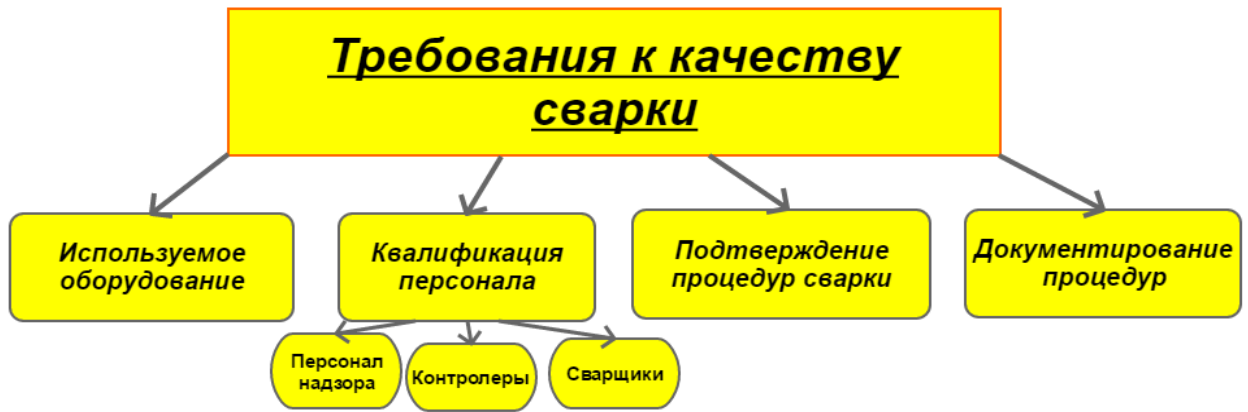 Требования к качеству
сварки
Используемое
оборудование
Квалификация
персонала
Подтверждение
процедур сварки
Документирование
процедур
Персонал
надзора
Контролеры
Сварщики